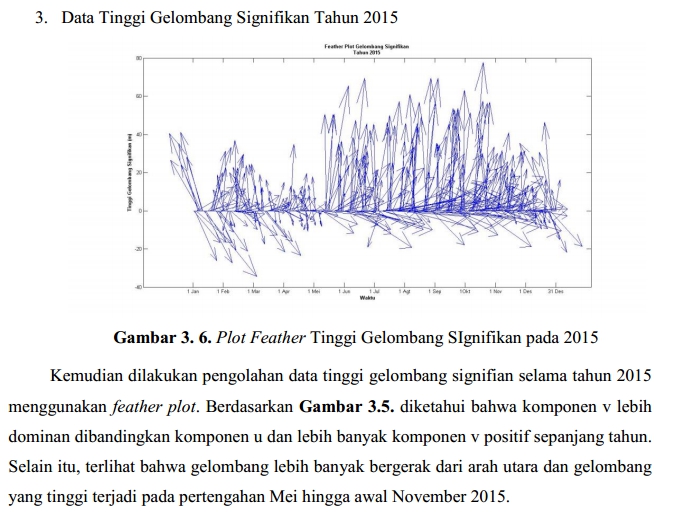 3. Data Tinggi Gelombang Signifikan Tahun 2015
Feather Plot Gelombang Signifikan
Tahun 2015
80
60
40
20
0
-20
-40
Tinggi Gelombang Signifikan (m)
1 Jan 1 Feb 1 Mar 1 Apr 1 Mei 1 Jun 1 Jul 1 Agt 1 Sep 1Okt 1 Nov 1 Des 31 Des
Waktu
Gambar 3. 6. Plot Feather Tinggi Gelombang SIgnifikan pada 2015
Kemudian dilakukan pengolahan data tinggi gelombang signifian selama tahun 2015
menggunakan feather plot. Berdasarkan Gambar 3.5. diketahui bahwa komponen v lebih
dominan dibandingkan komponen u dan lebih banyak komponen v positif sepanjang tahun.
Selain itu, terlihat bahwa gelombang lebih banyak bergerak dari arah utara dan gelombang
yang tinggi terjadi pada pertengahan Mei hingga awal November 2015.